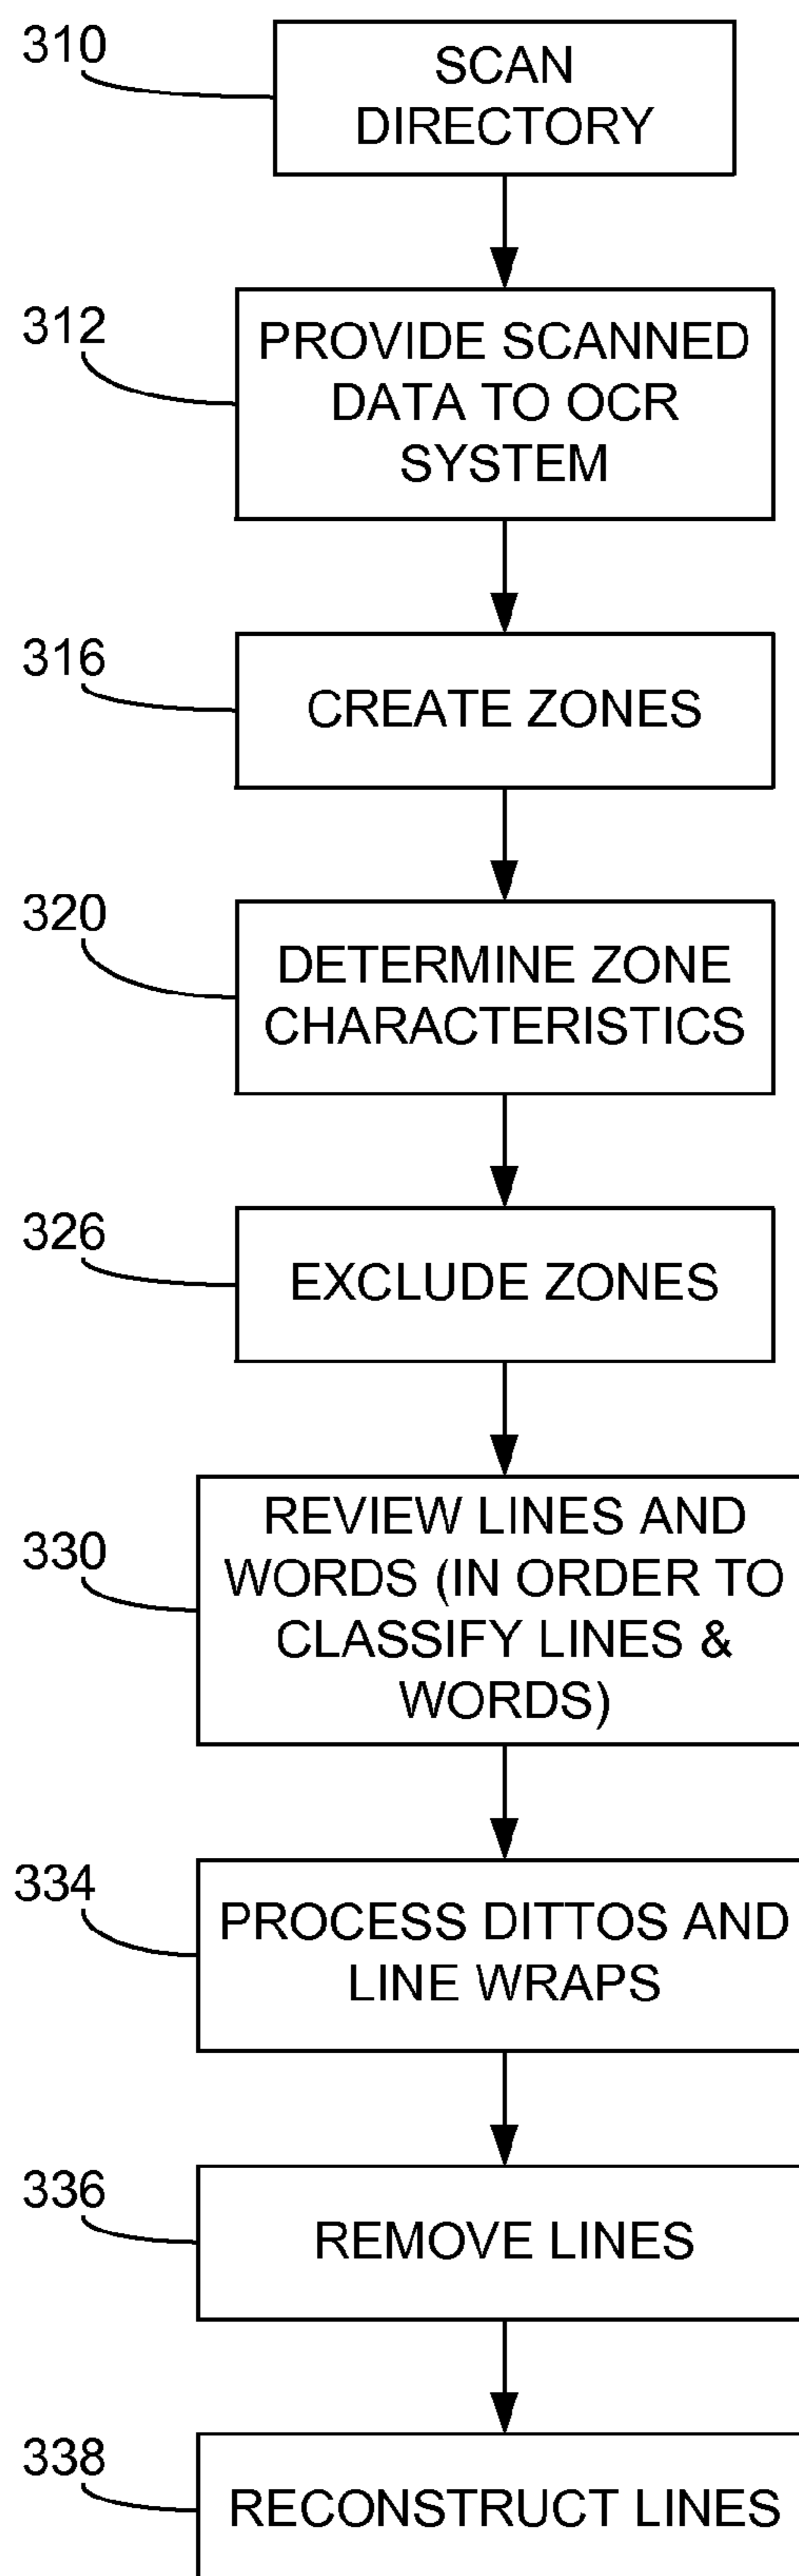 310
SCAN
DIRECTORY
312
PROVIDE SCANNED
DATA TO OCR
SYSTEM
316
CREATE ZONES
320
DETERMINE ZONE
CHARACTERISTICS
326
EXCLUDE ZONES
330
REVIEW LINES AND
WORDS (IN ORDER TO
CLASSIFY LINES &
WORDS)
334
PROCESS DITTOS AND
LINE WRAPS
336
REMOVE LINES
338
RECONSTRUCT LINES